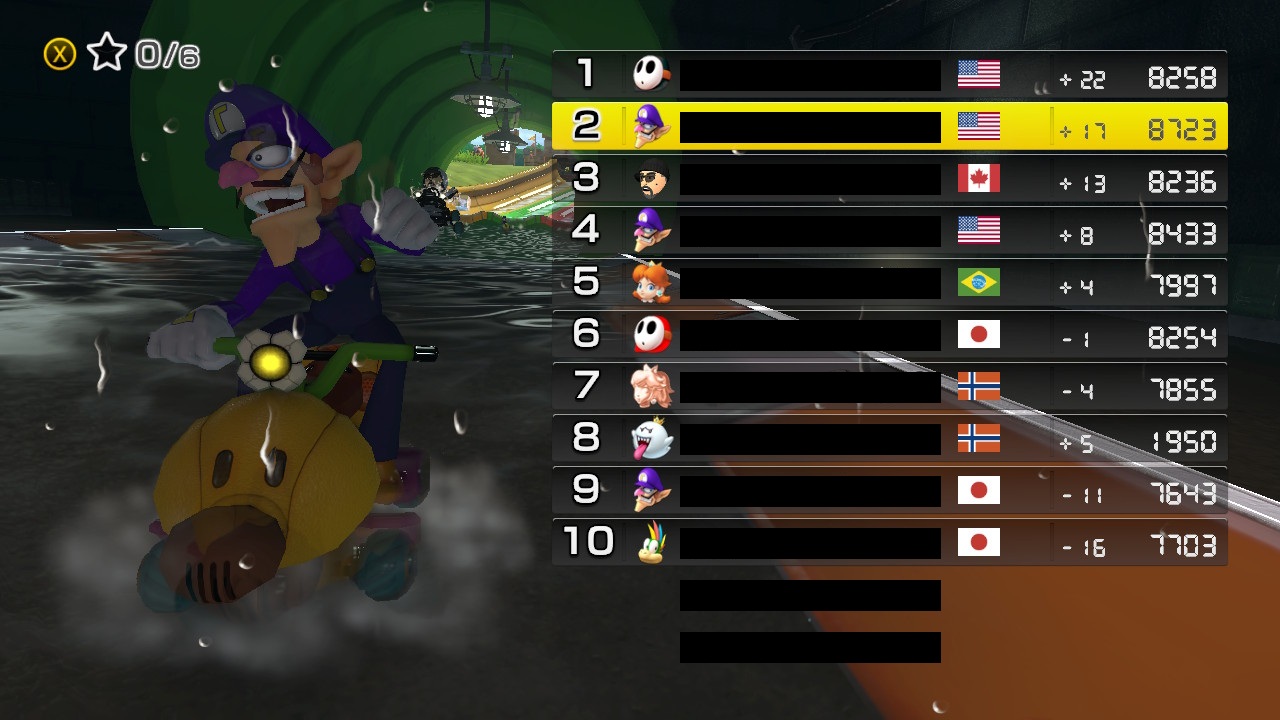 X 0/6
1 + 22 8258
2 + 17 8723
3 + 13 8236
4 + 8 8433
5 + 4 7997
6 - 1 8254
7 - 4 7855
8 + 5 1950
9 - 11 7643
10 - 16 7703